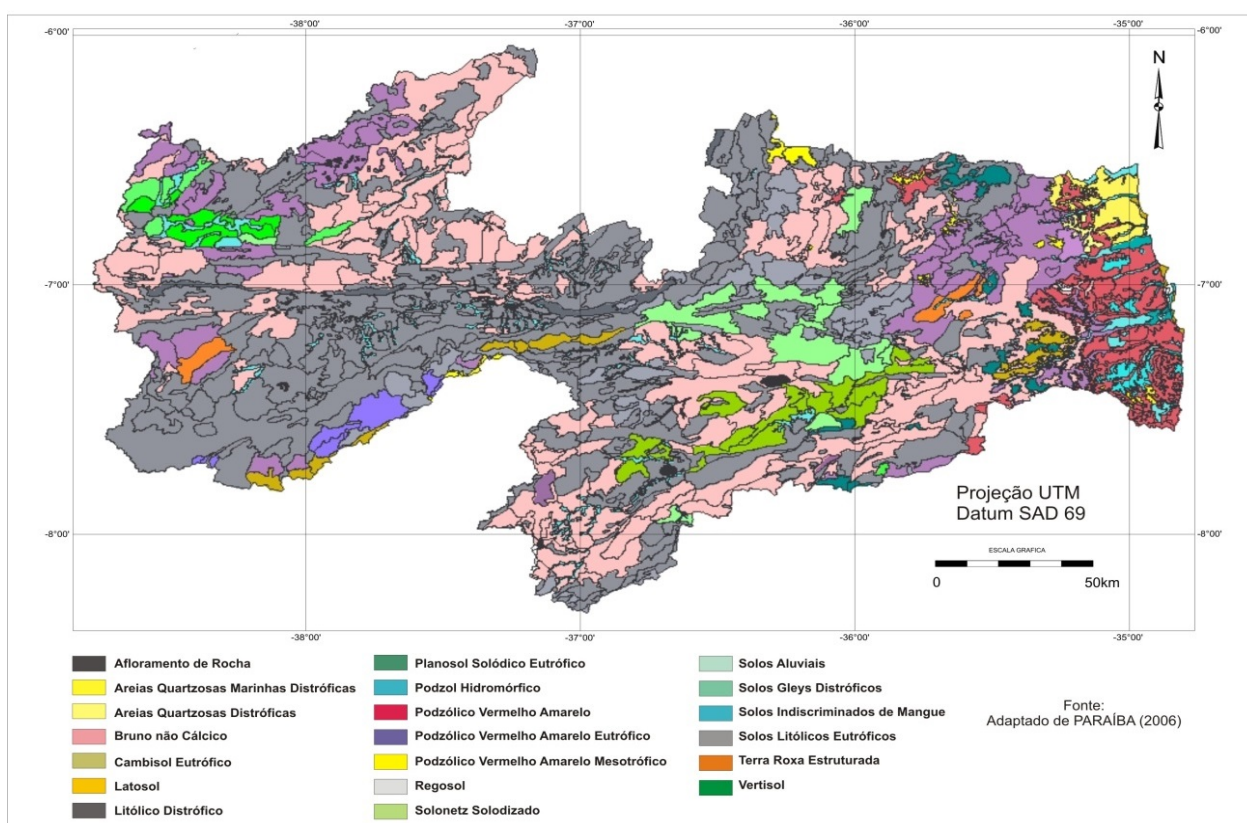 -38°00'
-37°00'
-36°00'
-35°00'
-6°00'
-6°00'
N
-7°00'
-7°00'
Projeção UTM
Datum SAD 69
-8°00'
-8°00'
ESCALA GRAFICA
0 50km
-38°00'
-37°00'
-36°00'
-35°00'
Afloramento de Rocha
Areias Quartzosas Marinhas Distróficas
Areias Quartzosas Distróficas
Bruno não Cálcico
Cambisol Eutrófico
Latosol
Litólico Distrófico
Planosol Solódico Eutrófico
Podzol Hidromórfico
Podzólico Vermelho Amarelo
Podzólico Vermelho Amarelo Eutrófico
Podzólico Vermelho Amarelo Mesotrófico
Regosol
Solonetz Solodizado
Solos Aluviais
Solos Gleys Distróficos
Solos Indiscriminados de Mangue
Solos Litólicos Eutróficos
Terra Roxa Estruturada
Vertisol
Fonte:
Adaptado de PARAÍBA (2006)